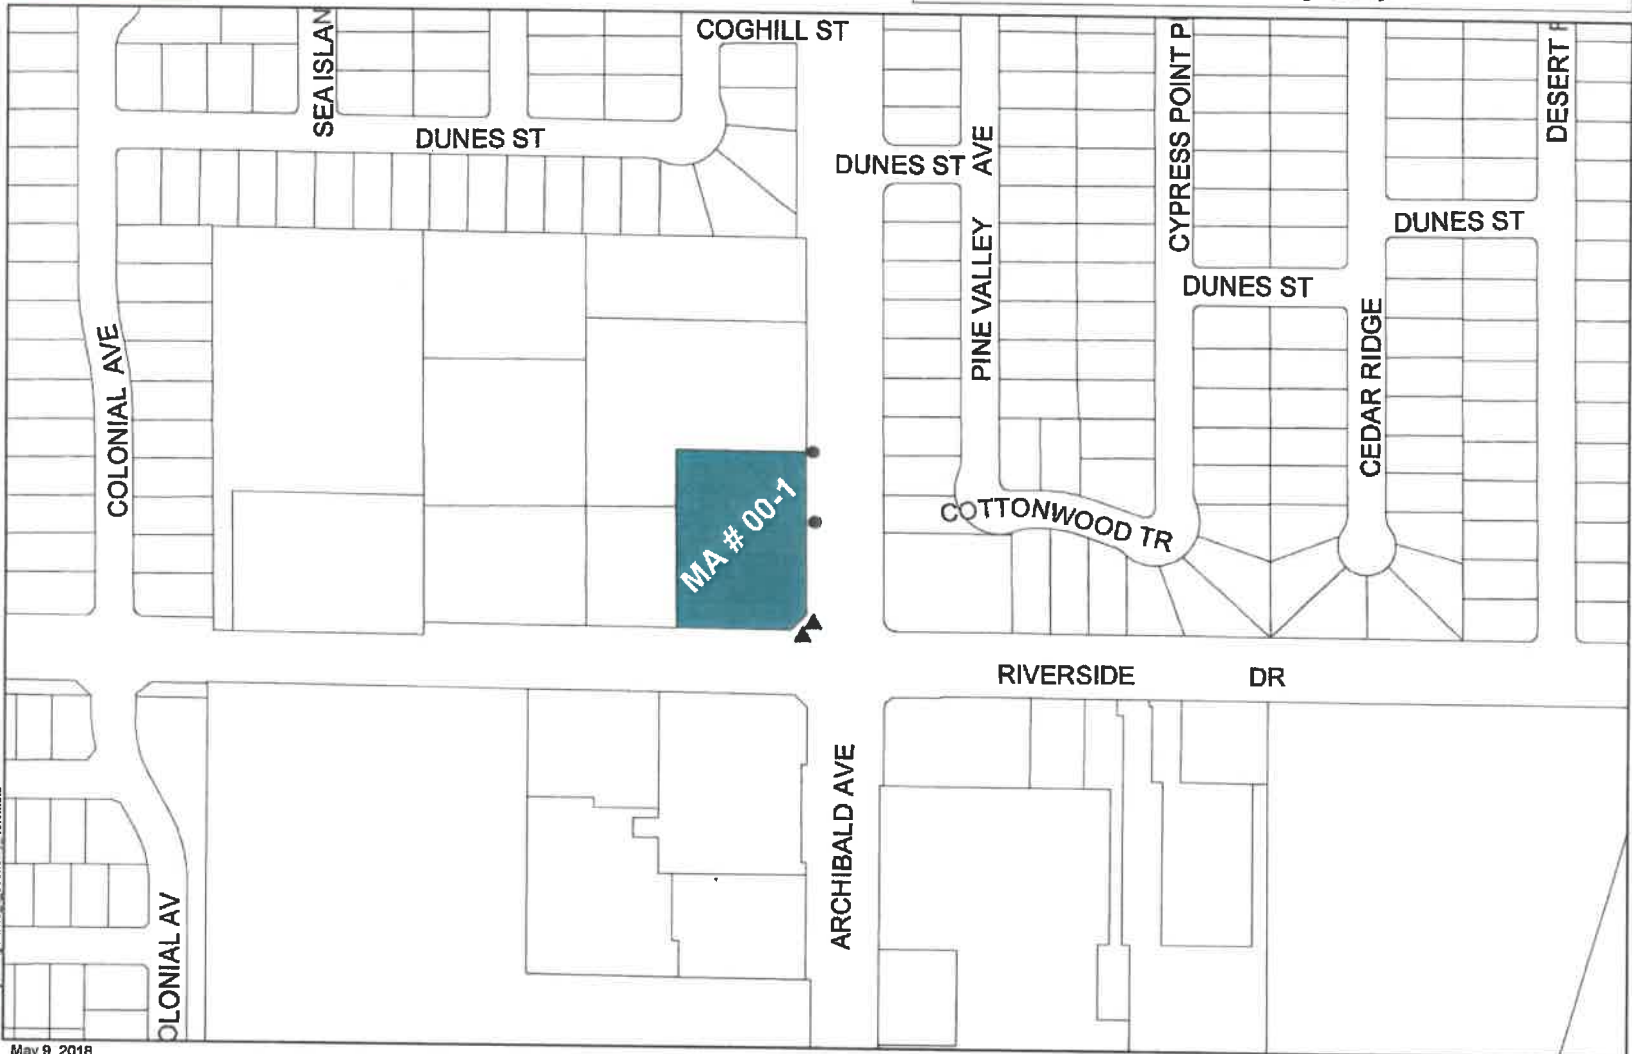 COGHILL ST
SEA ISLAN
DUNES ST
DUNES ST
PINE VALLEY AVE
CYPRESS POINT P
DESERT
DUNES ST
DUNES ST
COLONIAL AVE
CEDAR RIDGE
MA # 00-1
COTTONWOOD TR
RIVERSIDE DR
ARCHIBALD AVE
OLONIAL AV
May 9, 2018